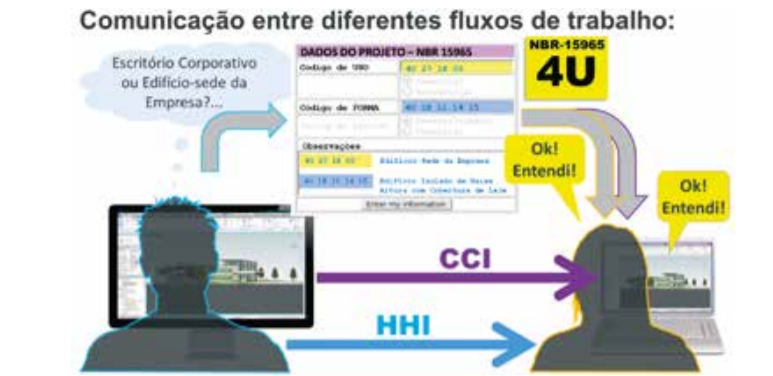 Comunicação entre diferentes fluxos de trabalho:
Escritório Corporativo
ou Edifício-sede da
Empresa?...
DADOS DO PROJETO – NBR 15965
Código de USO
Código de FORMA
Observações
Edifício Sede da Empresa
Edifício Isolado de Baixa
Altura com Cobertura de Laje
Enter my information
NBR-15965
4U
Ok!
Entendi!
Ok!
Entendi!
CCI
HHI